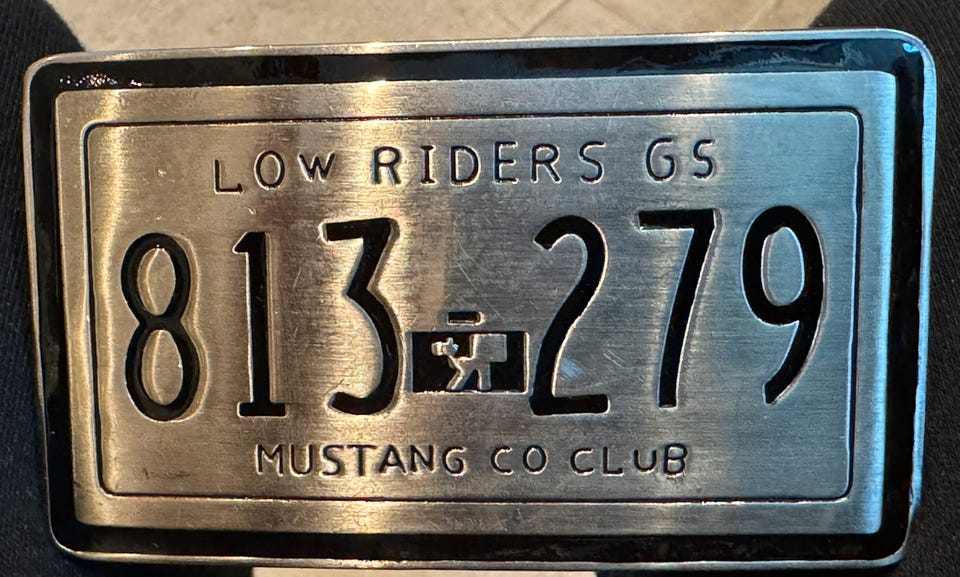 LOW RIDERS GS
813-279
MUSTANG CO CLUB